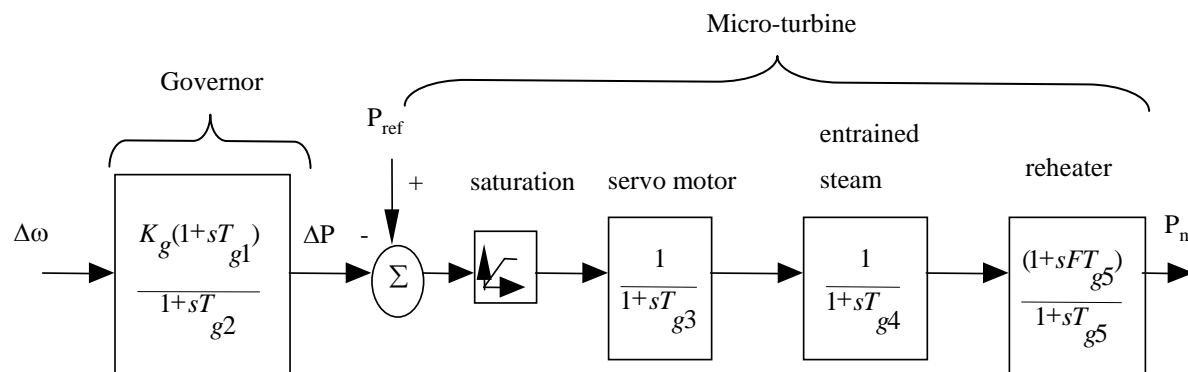 Micro-turbine
Governor
P_ref
entrained
steam
+
saturation
servo motor
reheater
Δω
K_g(1+sT_g1)
1+sT_g2
ΔP
-
Σ
1
1+sT_g3
1
1+sT_g4
(1+sFT_g5)
1+sT_g5